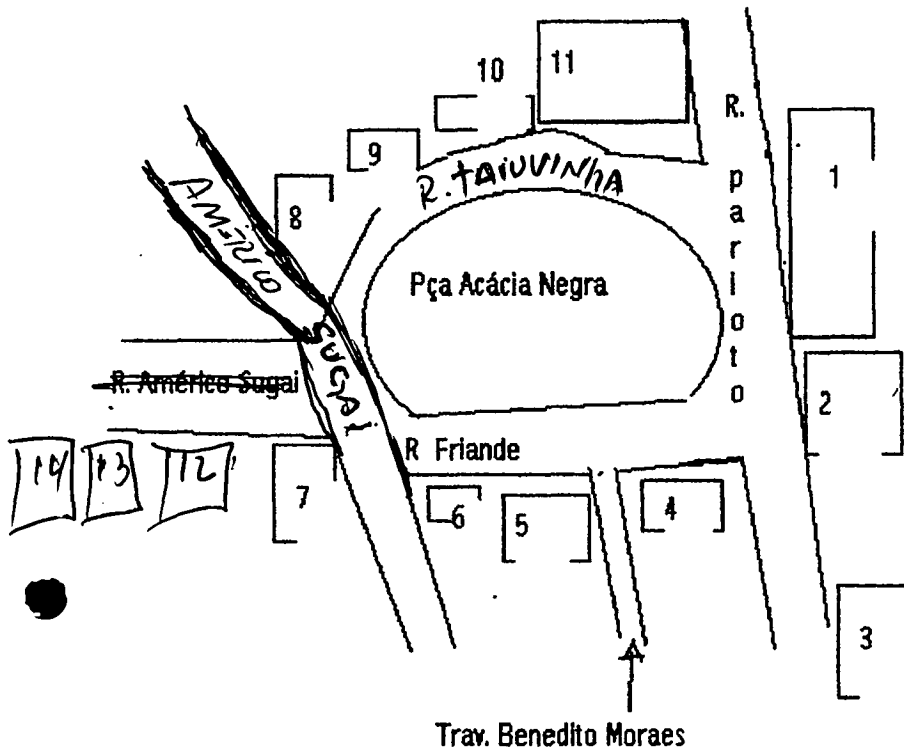 10
11
R.
9
R. TAIUVINHA
parioto
1
8
AMÉRICO
SUGAI
Pça Acácia Negra
R. Américo Sugai
2
R Friande
14
13
12
7
6
5
4
3
Trav. Benedito Moraes